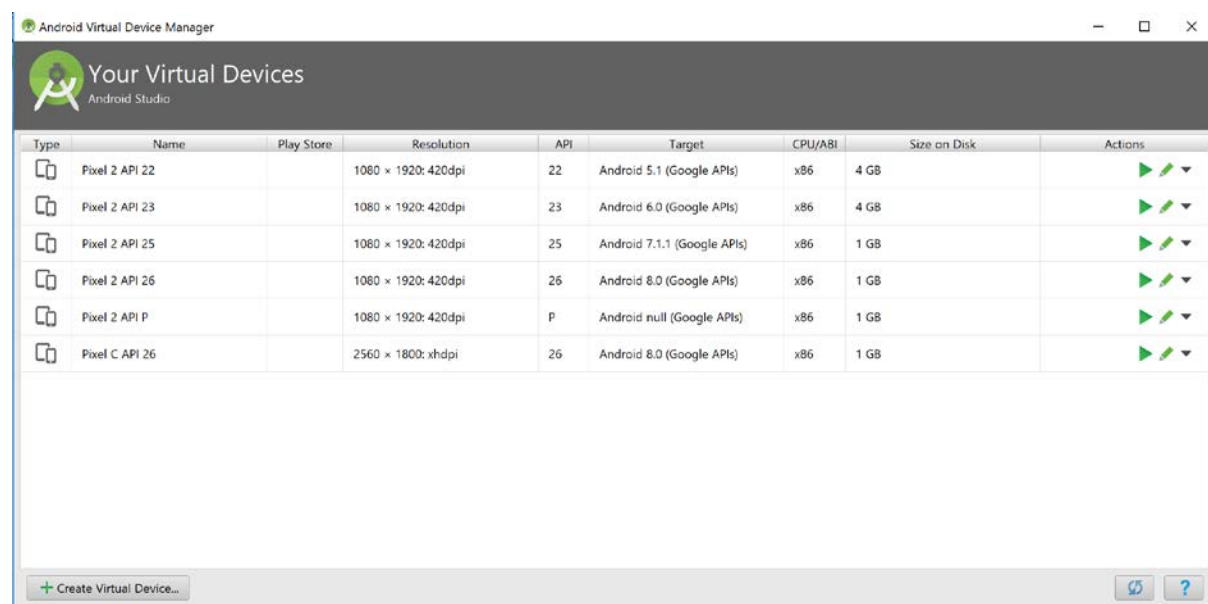 Android Virtual Device Manager
Your Virtual Devices
Android Studio
Type Name Play Store Resolution API Target CPU/ABI Size on Disk Actions
Pixel 2 API 22 1080 × 1920: 420dpi 22 Android 5.1 (Google APIs) x86 4 GB
Pixel 2 API 23 1080 × 1920: 420dpi 23 Android 6.0 (Google APIs) x86 4 GB
Pixel 2 API 25 1080 × 1920: 420dpi 25 Android 7.1.1 (Google APIs) x86 1 GB
Pixel 2 API 26 1080 × 1920: 420dpi 26 Android 8.0 (Google APIs) x86 1 GB
Pixel 2 API P 1080 × 1920: 420dpi P Android null (Google APIs) x86 1 GB
Pixel C API 26 2560 × 1800: xhdpi 26 Android 8.0 (Google APIs) x86 1 GB
Create Virtual Device... ?